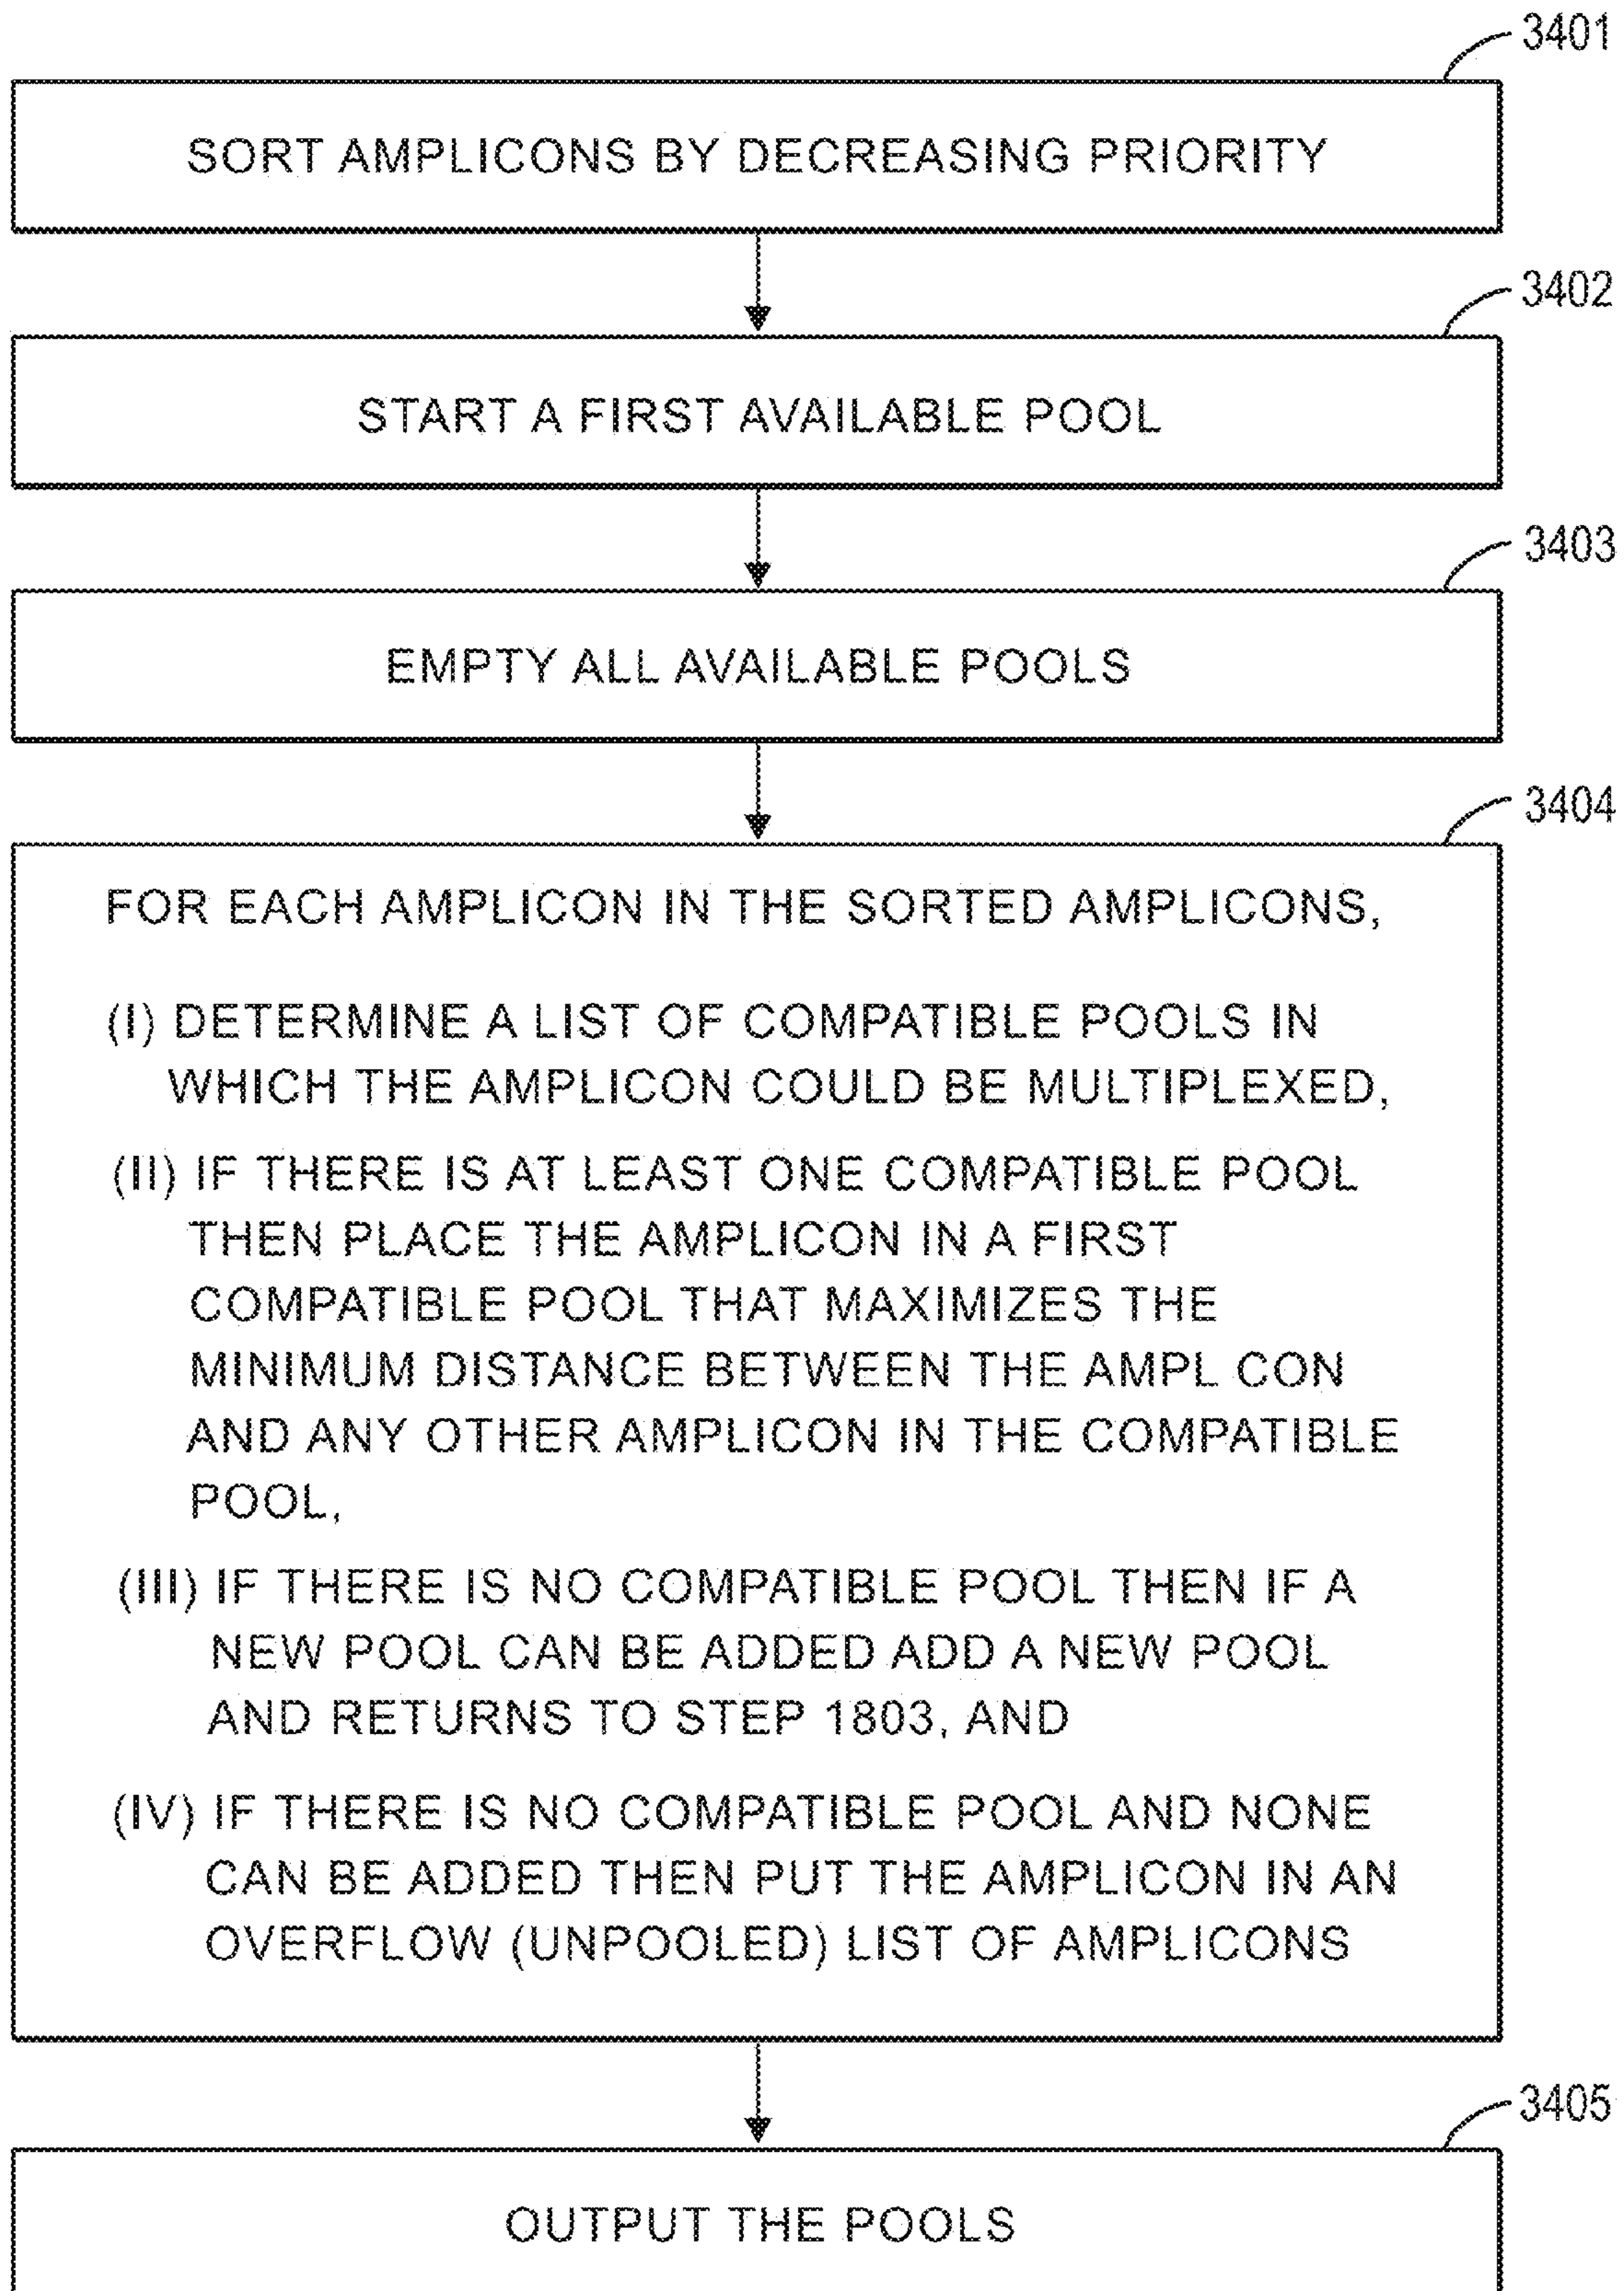 3401
SORT AMPLICONS BY DECREASING PRIORITY
3402
START A FIRST AVAILABLE POOL
3403
EMPTY ALL AVAILABLE POOLS
3404
FOR EACH AMPLICON IN THE SORTED AMPLICONS,
(I) DETERMINE A LIST OF COMPATIBLE POOLS IN
WHICH THE AMPLICON COULD BE MULTIPLEXED,
(II) IF THERE IS AT LEAST ONE COMPATIBLE POOL
THEN PLACE THE AMPLICON IN A FIRST
COMPATIBLE POOL THAT MAXIMIZES THE
MINIMUM DISTANCE BETWEEN THE AMPL CON
AND ANY OTHER AMPLICON IN THE COMPATIBLE
POOL,
(III) IF THERE IS NO COMPATIBLE POOL THEN IF A
NEW POOL CAN BE ADDED ADD A NEW POOL
AND RETURNS TO STEP 1803, AND
(IV) IF THERE IS NO COMPATIBLE POOL AND NONE
CAN BE ADDED THEN PUT THE AMPLICON IN AN
OVERFLOW (UNPOOLED) LIST OF AMPLICONS
3405
OUTPUT THE POOLS